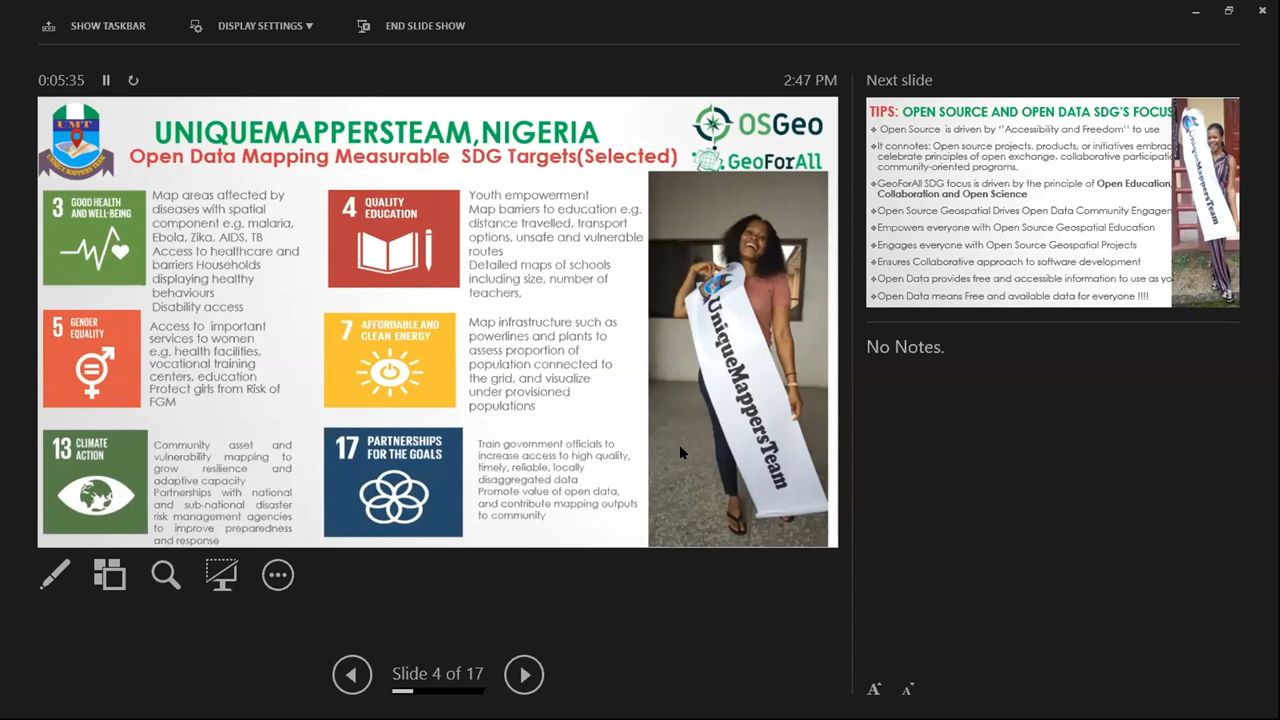 SHOW TASKBAR
DISPLAY SETTINGS ▼
END SLIDE SHOW
0:05:35
2:47 PM
UMT
UNIQUE MAPPERS TEAM
UNIQUEMAPPERSTEAM,NIGERIA
Open Data Mapping Measurable SDG Targets(Selected)
OSGeo
GeoForAll
3 GOOD HEALTH
AND WELL-BEING
Map areas affected by
diseases with spatial
component e.g. malaria,
Ebola, Zika, AIDS, TB
Access to healthcare and
barriers Households
displaying healthy
behaviours
Disability access
4 QUALITY
EDUCATION
Youth empowerment
Map barriers to education e.g.
distance travelled, transport
options, unsafe and vulnerable
routes
Detailed maps of schools
including size, number of
teachers,
5 GENDER
EQUALITY
Access to important
services to women
e.g. health facilities,
vocational training
centers, education
Protect girls from Risk of
FGM
7 AFFORDABLE AND
CLEAN ENERGY
Map infrastructure such as
powerlines and plants to
assess proportion of
population connected to
the grid, and visualize
under provisioned
populations
13 CLIMATE
ACTION
Community asset and
vulnerability mapping to
grow resilience and
adaptive capacity
Partnerships with national
and sub-national disaster
risk management agencies
to improve preparedness
and response
17 PARTNERSHIPS
FOR THE GOALS
Train government officials to
increase access to high quality,
timely, reliable, locally
disaggregated data
Promote value of open data,
and contribute mapping outputs
to community
UniqueMappersTeam
Slide 4 of 17
Next slide
TIPS: OPEN SOURCE AND OPEN DATA SDG'S FOCUS
❖ Open Source is driven by ''Accessibility and Freedom'' to use
❖It connotes: Open source projects, products, or initiatives embrac
celebrate principles of open exchange, collaborative participatio
community-oriented programs.
❖GeoForAll SDG focus is driven by the principle of Open Education,
Collaboration and Open Science
❖Open Source Geospatial Drives Open Data Community Engagen
❖Empowers everyone with Open Source Geospatial Education
❖Engages everyone with Open Source Geospatial Projects
❖Ensures Collaborative approach to software development
❖Open Data provides free and accessible information to use as yo
❖Open Data means Free and available data for everyone !!!!
UniqueMappersTeam
No Notes.
A
A